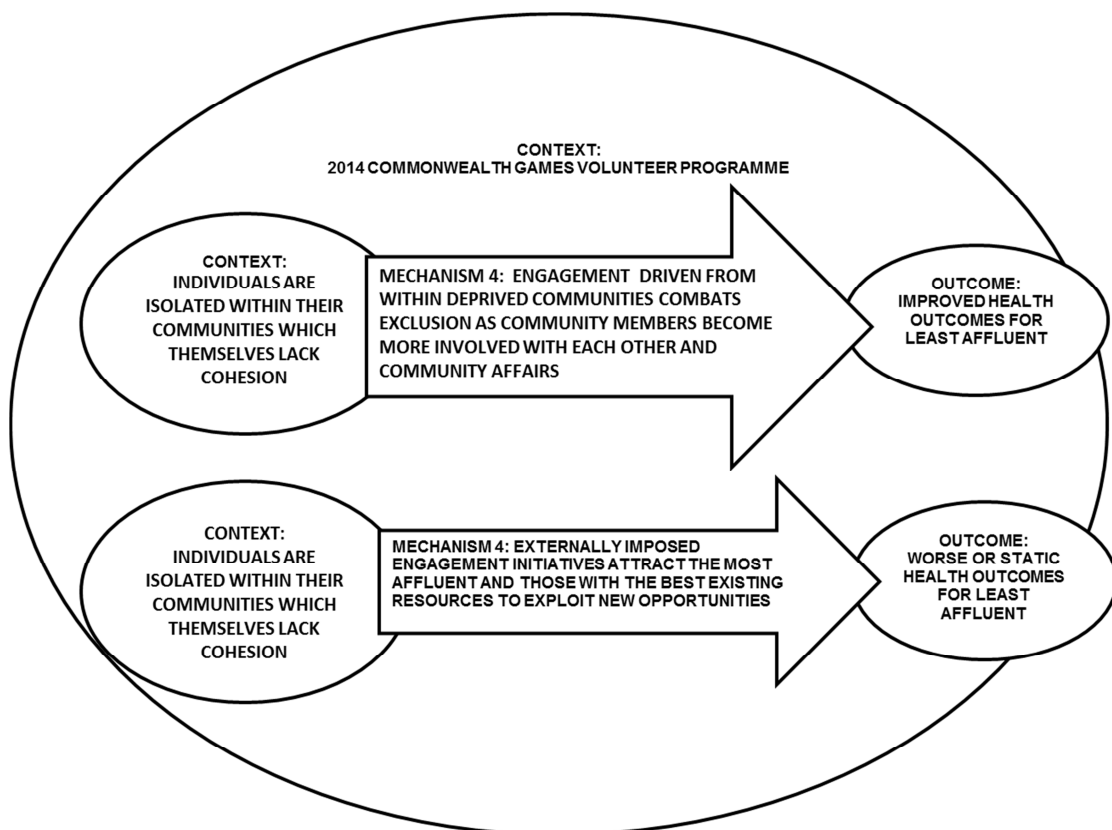 CONTEXT:
2014 COMMONWEALTH GAMES VOLUNTEER PROGRAMME
CONTEXT:
INDIVIDUALS ARE
ISOLATED WITHIN THEIR
COMMUNITIES WHICH
THEMSELVES LACK
COHESION
MECHANISM 4: ENGAGEMENT DRIVEN FROM
WITHIN DEPRIVED COMMUNITIES COMBATS
EXCLUSION AS COMMUNITY MEMBERS BECOME
MORE INVOLVED WITH EACH OTHER AND
COMMUNITY AFFAIRS
OUTCOME:
IMPROVED HEALTH
OUTCOMES FOR
LEAST AFFLUENT
CONTEXT:
INDIVIDUALS ARE
ISOLATED WITHIN THEIR
COMMUNITIES WHICH
THEMSELVES LACK
COHESION
MECHANISM 4: EXTERNALLY IMPOSED
ENGAGEMENT INITIATIVES ATTRACT THE MOST
AFFLUENT AND THOSE WITH THE BEST EXISTING
RESOURCES TO EXPLOIT NEW OPPORTUNITIES
OUTCOME:
WORSE OR STATIC
HEALTH OUTCOMES
FOR LEAST
AFFLUENT